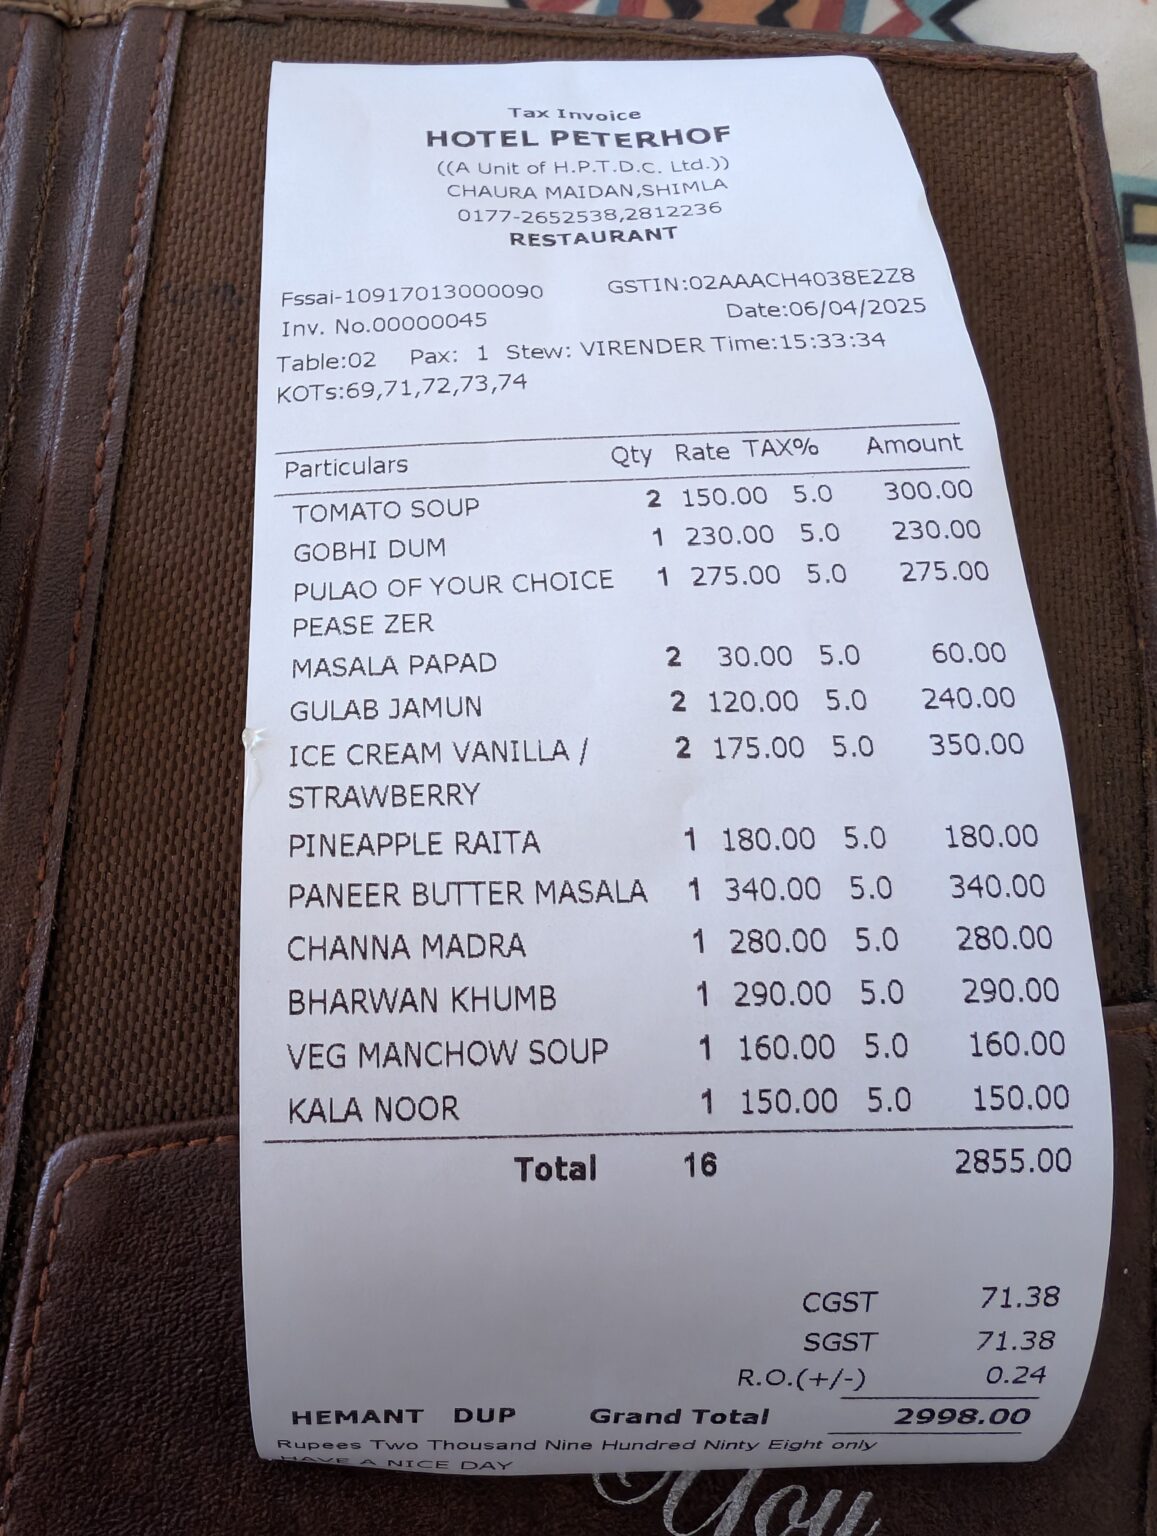 Tax Invoice
HOTEL PETERHOF
((A Unit of H.P.T.D.C. Ltd.))
CHAURA MAIDAN,SHIMLA
0177-2652538,2812236
RESTAURANT
Fssai-10917013000090 GSTIN:02AAACH4038E2Z8
Inv. No.00000045 Date:06/04/2025
Table:02 Pax: 1 Stew: VIRENDER Time:15:33:34
KOTs:69,71,72,73,74
Particulars Qty Rate TAX% Amount
TOMATO SOUP 2 150.00 5.0 300.00
GOBHI DUM 1 230.00 5.0 230.00
PULAO OF YOUR CHOICE 1 275.00 5.0 275.00
PEASE ZER
MASALA PAPAD 2 30.00 5.0 60.00
GULAB JAMUN 2 120.00 5.0 240.00
ICE CREAM VANILLA / 2 175.00 5.0 350.00
STRAWBERRY
PINEAPPLE RAITA 1 180.00 5.0 180.00
PANEER BUTTER MASALA 1 340.00 5.0 340.00
CHANNA MADRA 1 280.00 5.0 280.00
BHARWAN KHUMB 1 290.00 5.0 290.00
VEG MANCHOW SOUP 1 160.00 5.0 160.00
KALA NOOR 1 150.00 5.0 150.00
Total 16 2855.00
CGST 71.38
SGST 71.38
R.O.(+/-) 0.24
HEMANT DUP Grand Total 2998.00
Rupees Two Thousand Nine Hundred Ninty Eight only
HAVE A NICE DAY
You